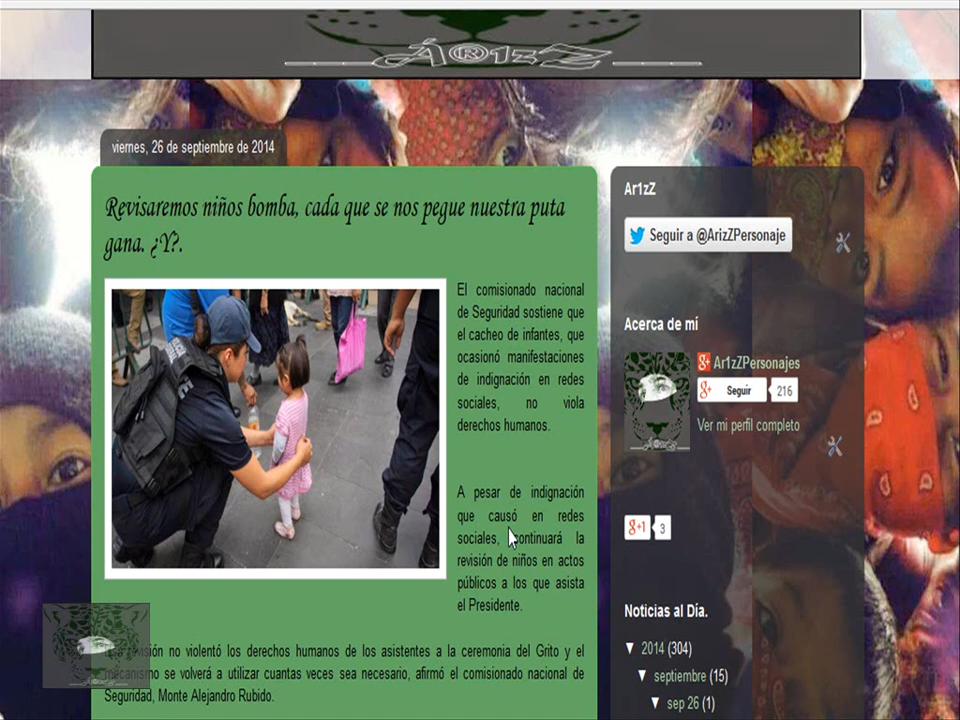 Ár1zZ
viernes, 26 de septiembre de 2014
Revisaremos niños bomba, cada que se nos pegue nuestra puta
gana. ¿Y?.
El comisionado nacional
de Seguridad sostiene que
el cacheo de infantes, que
ocasionó manifestaciones
de indignación en redes
sociales, no viola
derechos humanos.
A pesar de indignación
que causó en redes
sociales, continuará la
revisión de niños en actos
públicos a los que asista
el Presidente.
no violentó los derechos humanos de los asistentes a la ceremonia del Grito y el
mecanismo se volverá a utilizar cuantas veces sea necesario, afirmó el comisionado nacional de
Seguridad, Monte Alejandro Rubido.
Ar1zZ
Seguir a @ArizZPersonaje
Acerca de mí
g+ Ar1zZPersonajes
g+ Seguir 216
Ver mi perfil completo
g+1 3
Noticias al Día.
▼ 2014 (304)
▼ septiembre (15)
▼ sep 26 (1)